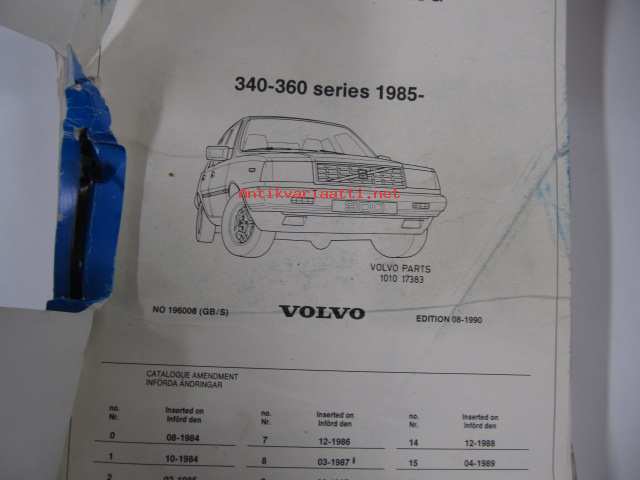 340-360 series 1985-
Antikvariaatti.net
VOLVO PARTS
1010 17383
NO 196008 (GB/S) VOLVO EDITION 08-1990
CATALOGUE AMENDMENT
INFÖRDA ÄNDRINGAR
no. Inserted on no. Inserted on no. Inserted on
Nr. Införd den Nr. Införd den Nr. Införd den
0 08-1984 7 12-1986 14 12-1988
1 10-1984 8 03-1987 15 04-1989
2